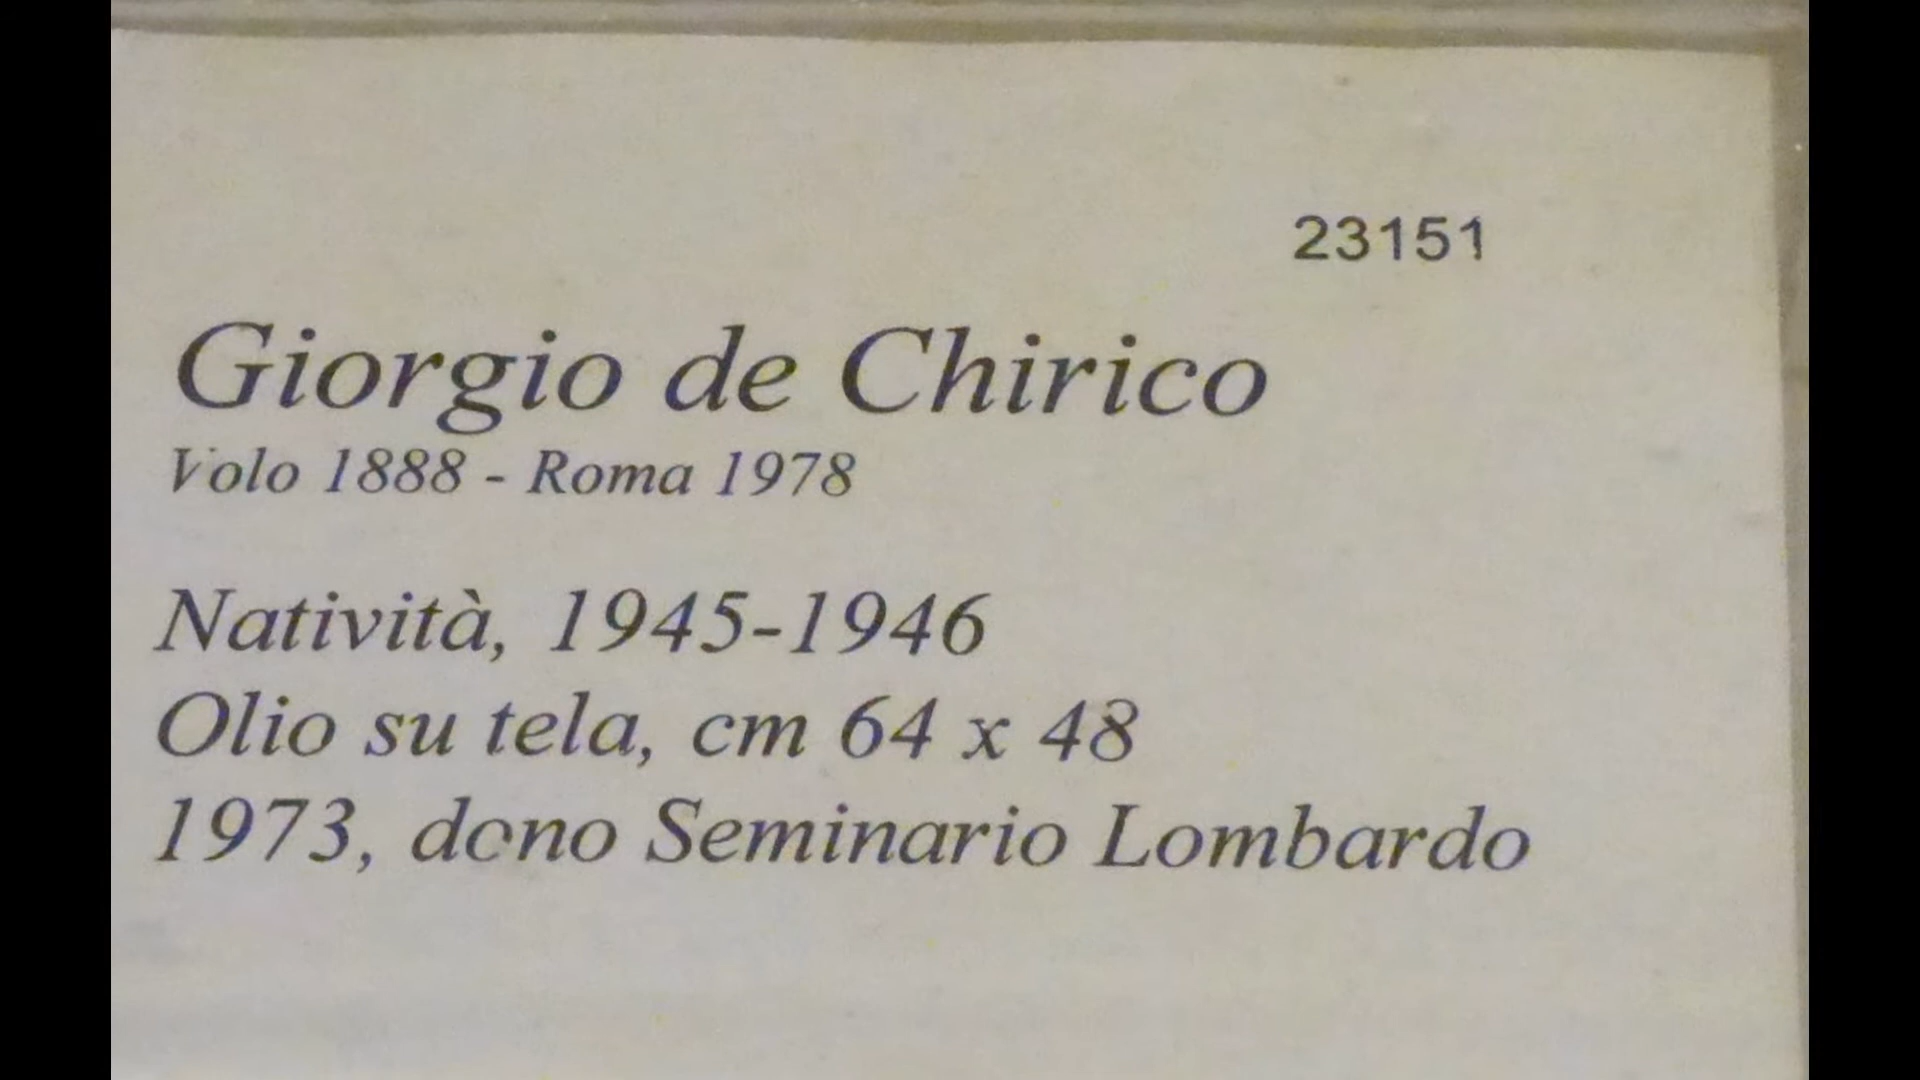 23151
Giorgio de Chirico
Volo 1888 - Roma 1978
Natività, 1945-1946
Olio su tela, cm 64 x 48
1973, dono Seminario Lombardo